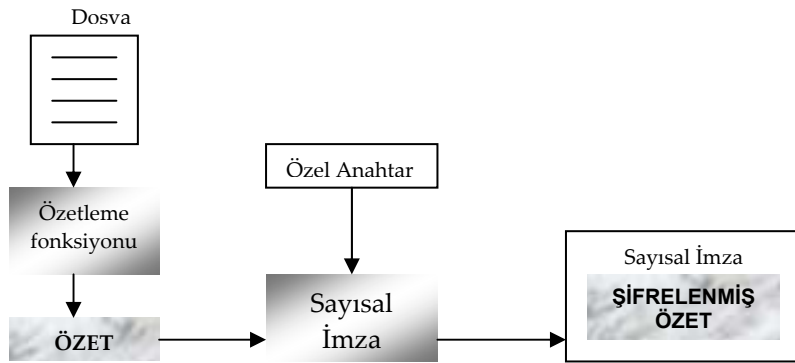 Dosva
Özel Anahtar
Özetleme
fonksiyonu
Sayısal İmza
ŞİFRELENMİŞ
ÖZET
Sayısal
İmza
ÖZET